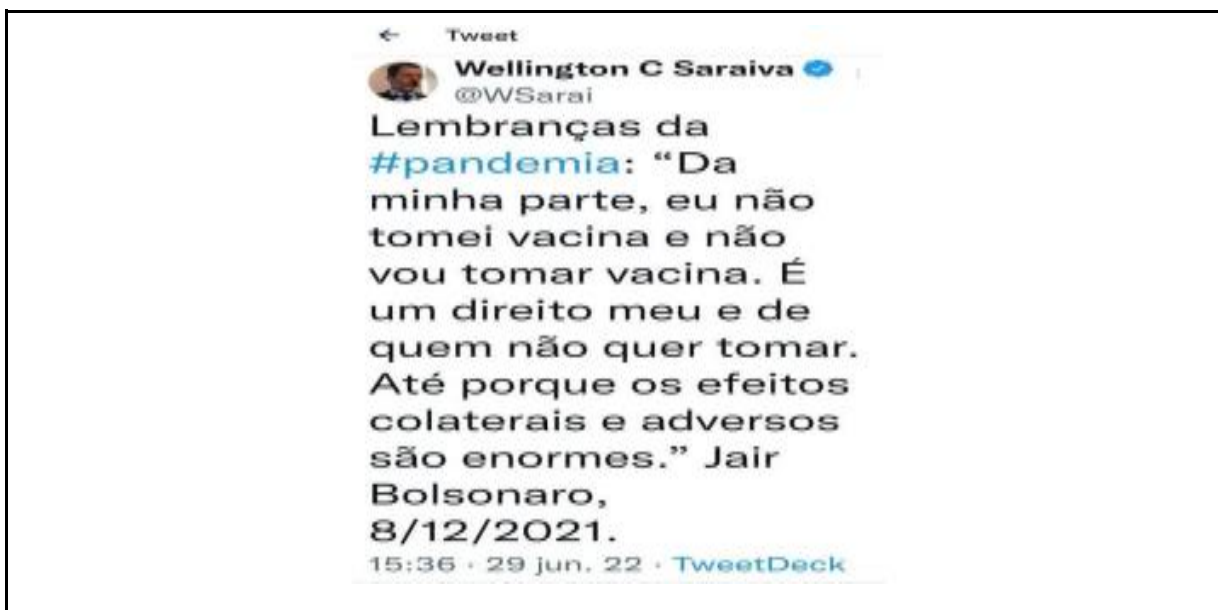 ← Tweet
Wellington C Saraiva
@WSarai
Lembranças da
#pandemia: “Da
minha parte, eu não
tomei vacina e não
vou tomar vacina. É
um direito meu e de
quem não quer tomar.
Até porque os efeitos
colaterais e adversos
são enormes.” Jair
Bolsonaro,
8/12/2021.
15:36 · 29 jun. 22 · TweetDeck